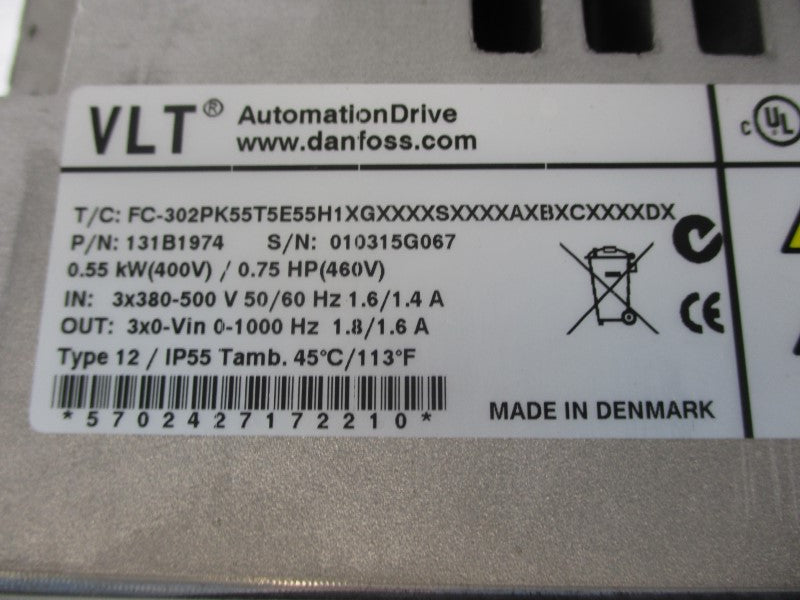 VLT® AutomationDrive
www.danfoss.com
c UL
T/C: FC-302PK55T5E55H1XGXXXXSXXXXAXBXCXXXXDX
P/N: 131B1974 S/N: 010315G067
0.55 kW(400V) / 0.75 HP(460V)
IN: 3x380-500 V 50/60 Hz 1.6/1.4 A
OUT: 3x0-Vin 0-1000 Hz 1.8/1.6 A
CE
Type 12 / IP55 Tamb. 45°C/113°F
*5702427172210*
MADE IN DENMARK